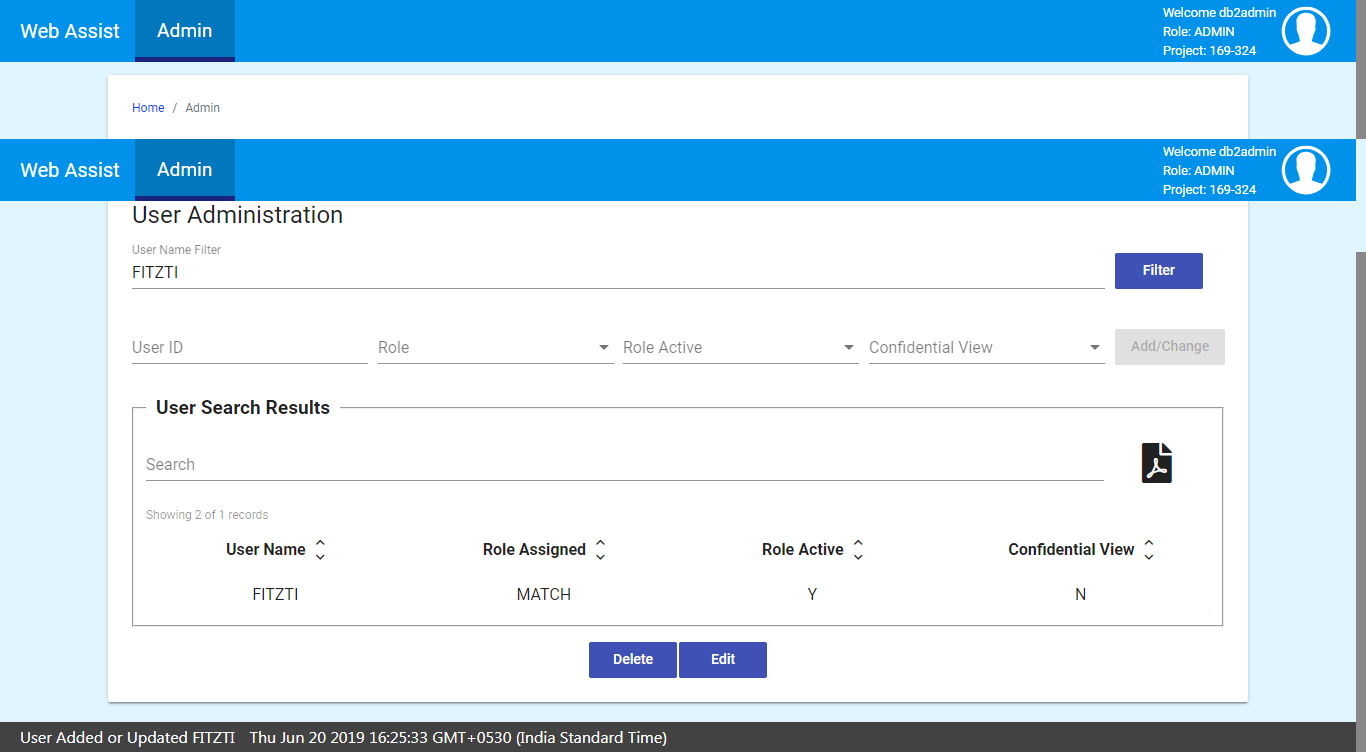 Web Assist Admin Welcome db2admin
Role: ADMIN
Project: 169-324
Home / Admin
Web Assist Admin Welcome db2admin
Role: ADMIN
Project: 169-324
User Administration
User Name Filter
FITZTI Filter
User ID Role Role Active Confidential View Add/Change
User Search Results
Search
Showing 2 of 1 records
User Name Role Assigned Role Active Confidential View
FITZTI MATCH Y N
Delete Edit
User Added or Updated FITZTI Thu Jun 20 2019 16:25:33 GMT+0530 (India Standard Time)